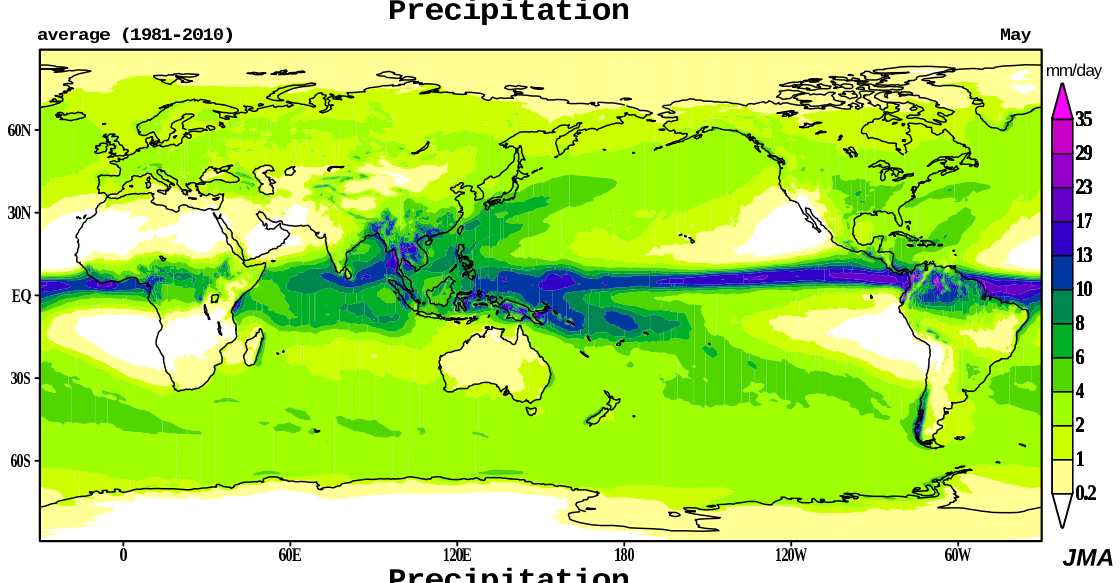 Precipitation
average (1981-2010) May
mm/day
35
29
23
17
13
10
8
6
4
2
1
0.2
60N
30N
EQ
30S
60S
0 60E 120E 180 120W 60W
JMA
Precipitation